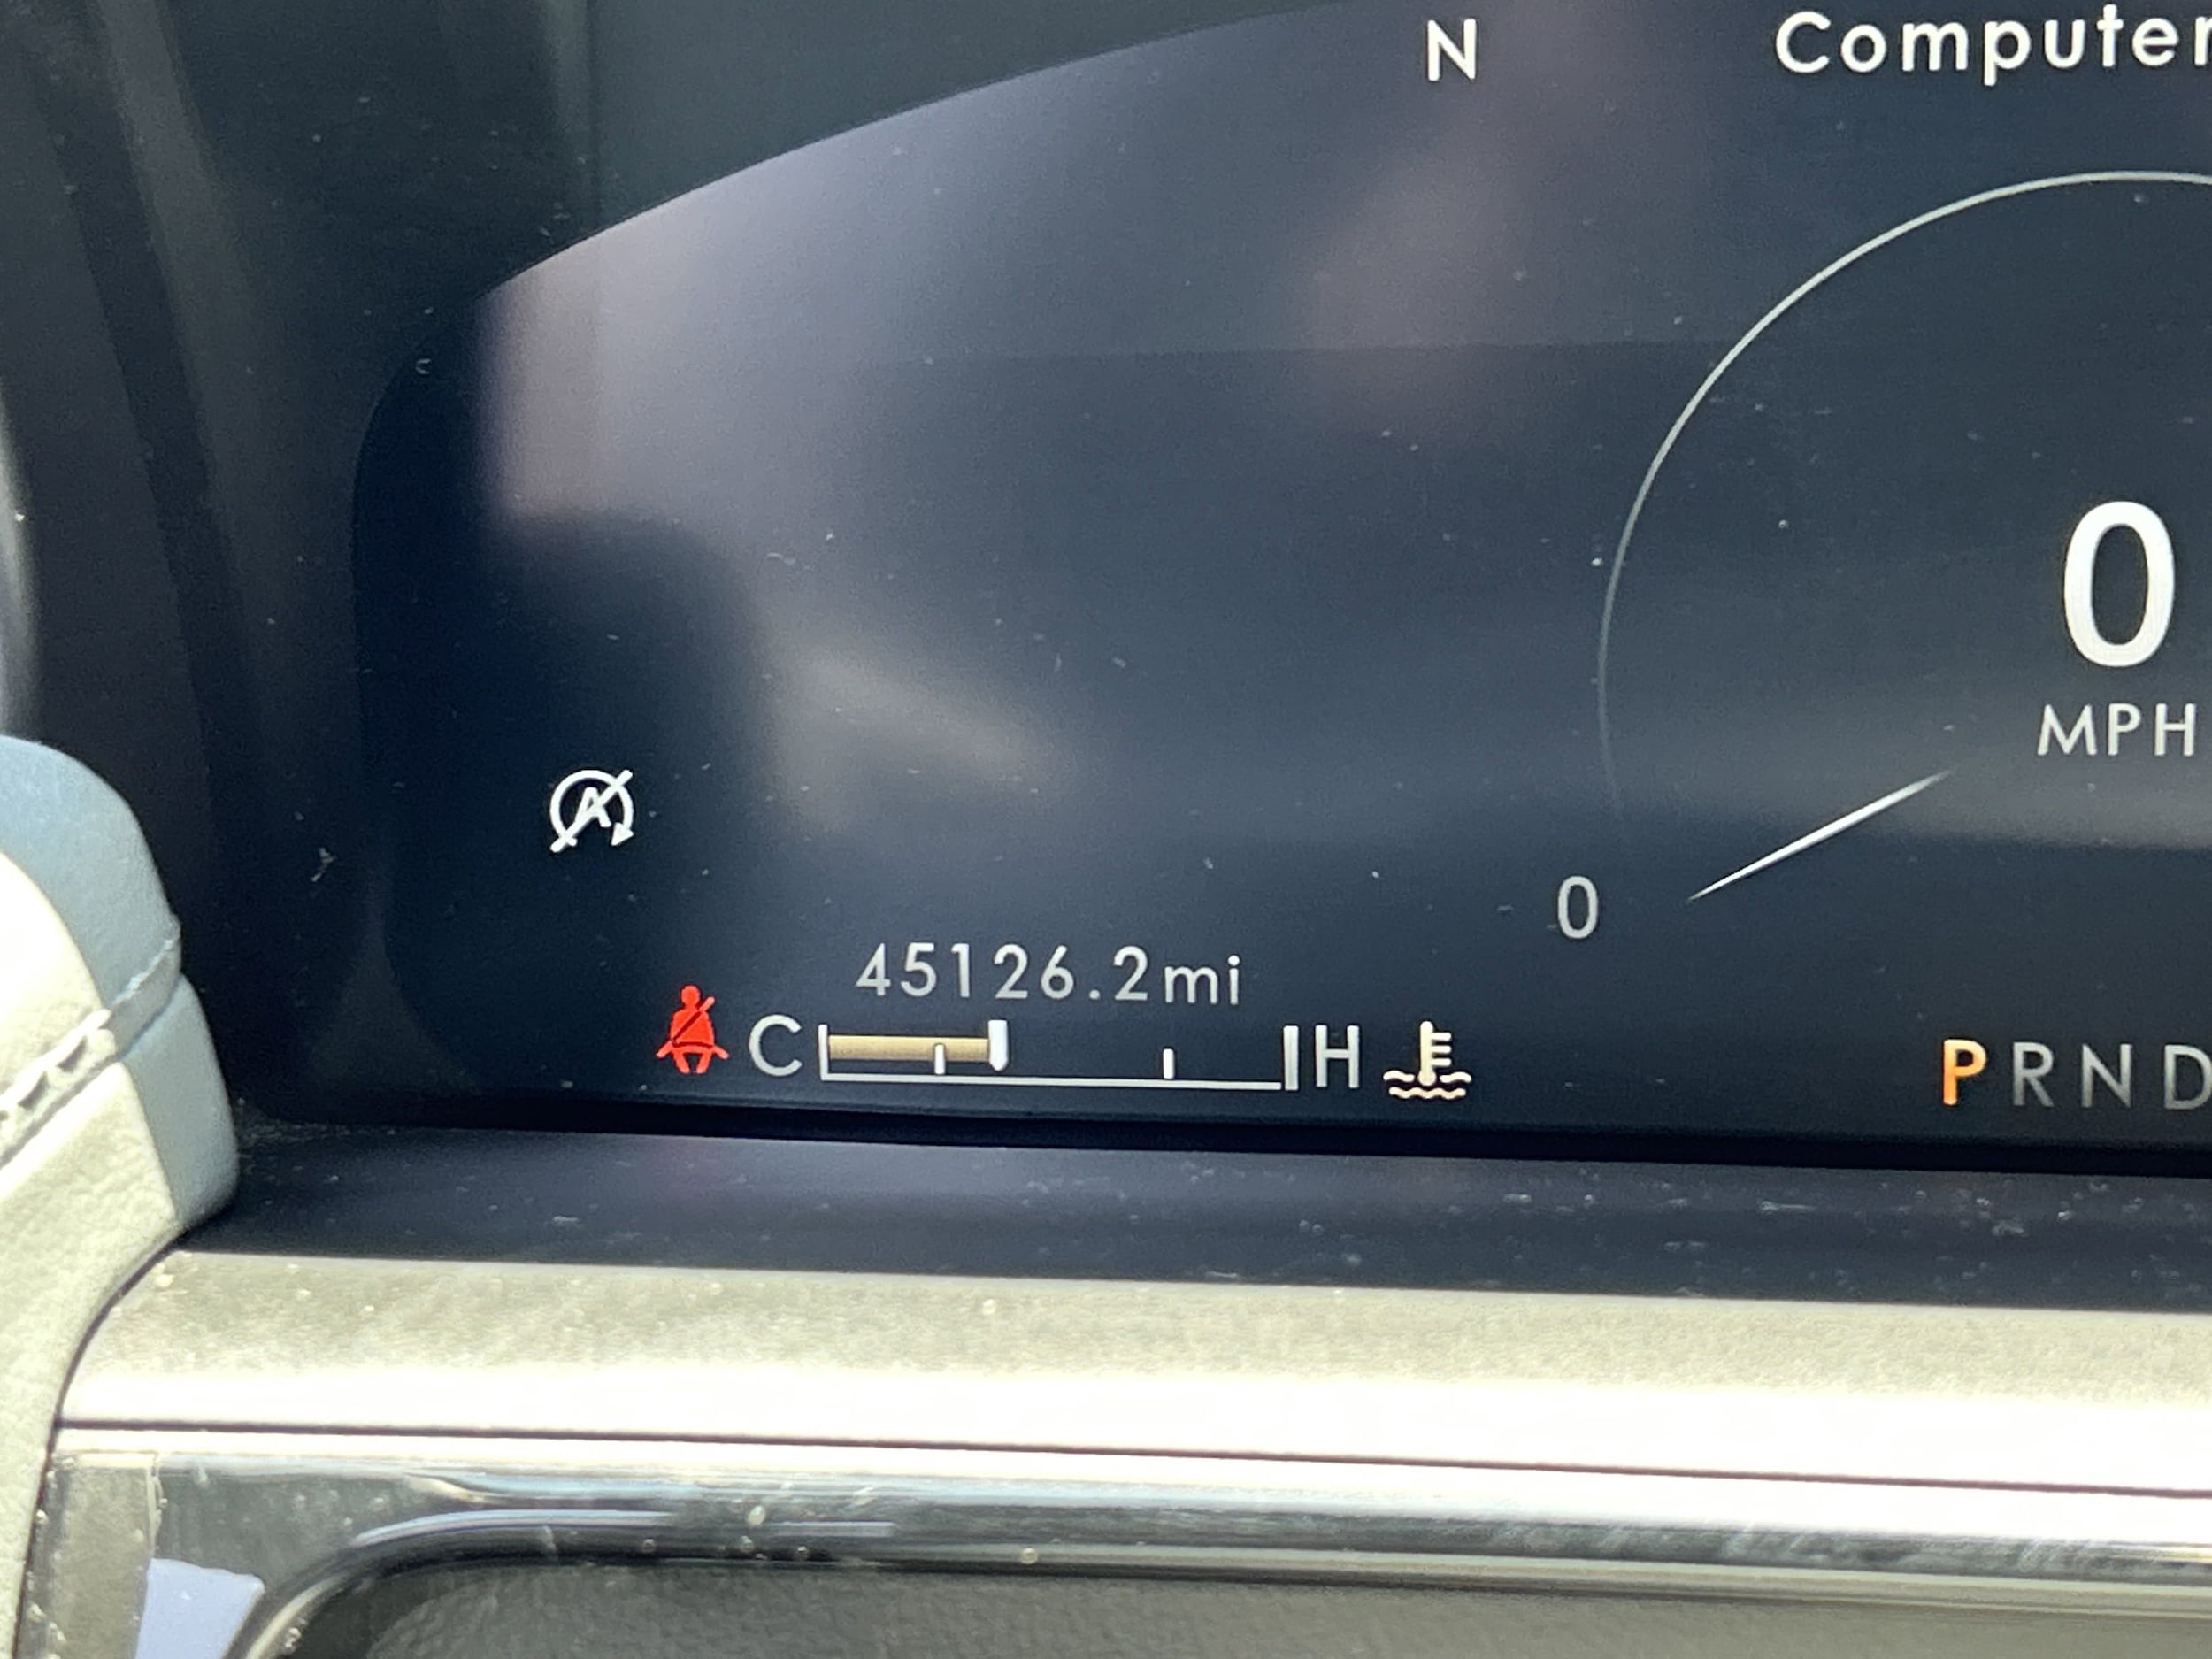 N
Computer
0
MPH
0
45126.2mi
C H
PRND